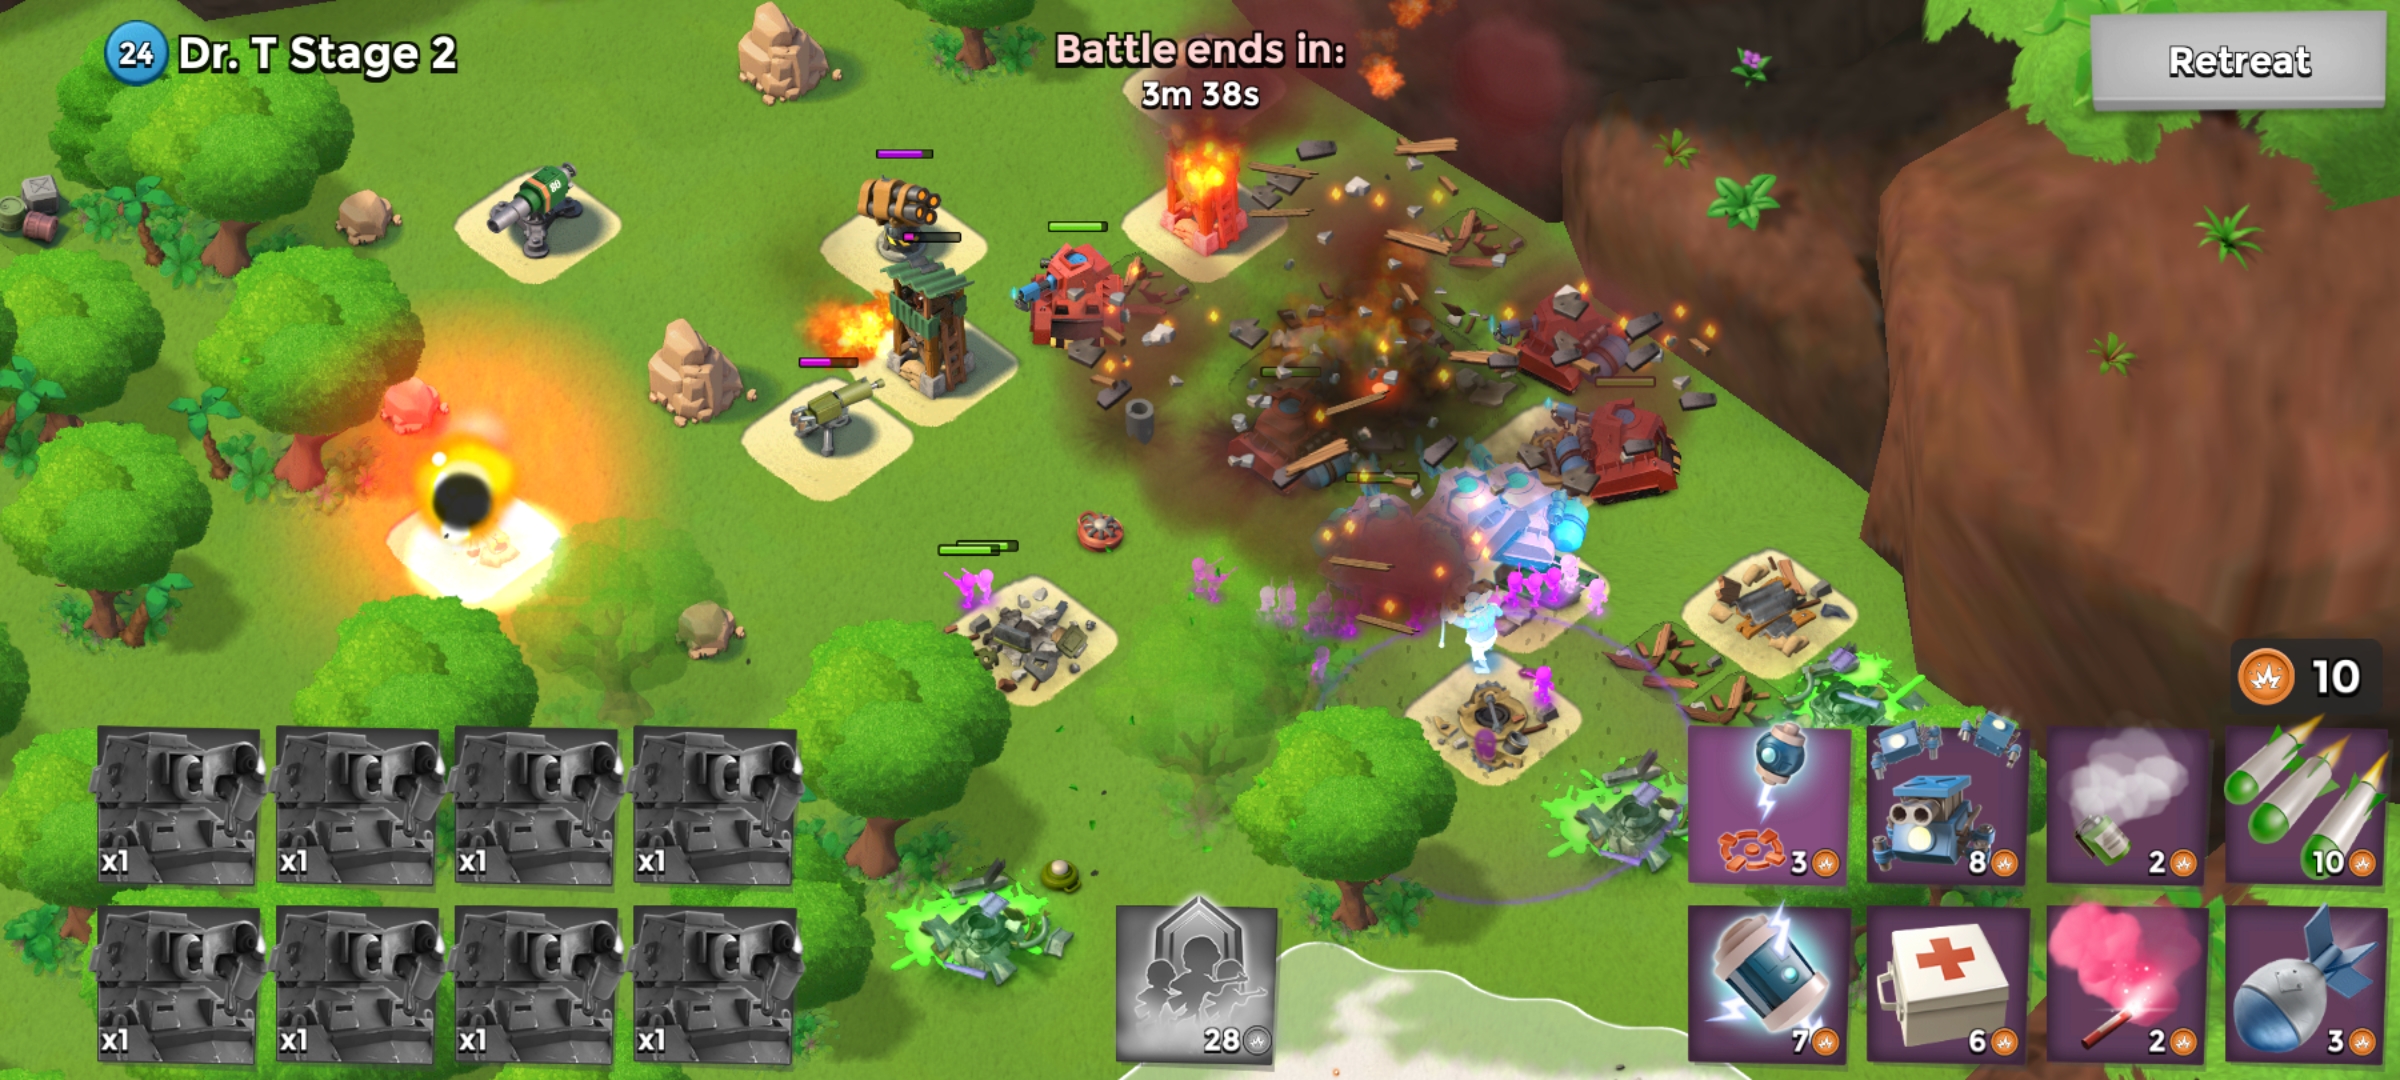 24 Dr. T Stage 2
Battle ends in:
3m 38s
Retreat
80
10
x1 x1 x1 x1
3 8 2 10
x1 x1 x1 x1
28
7 6 2 3